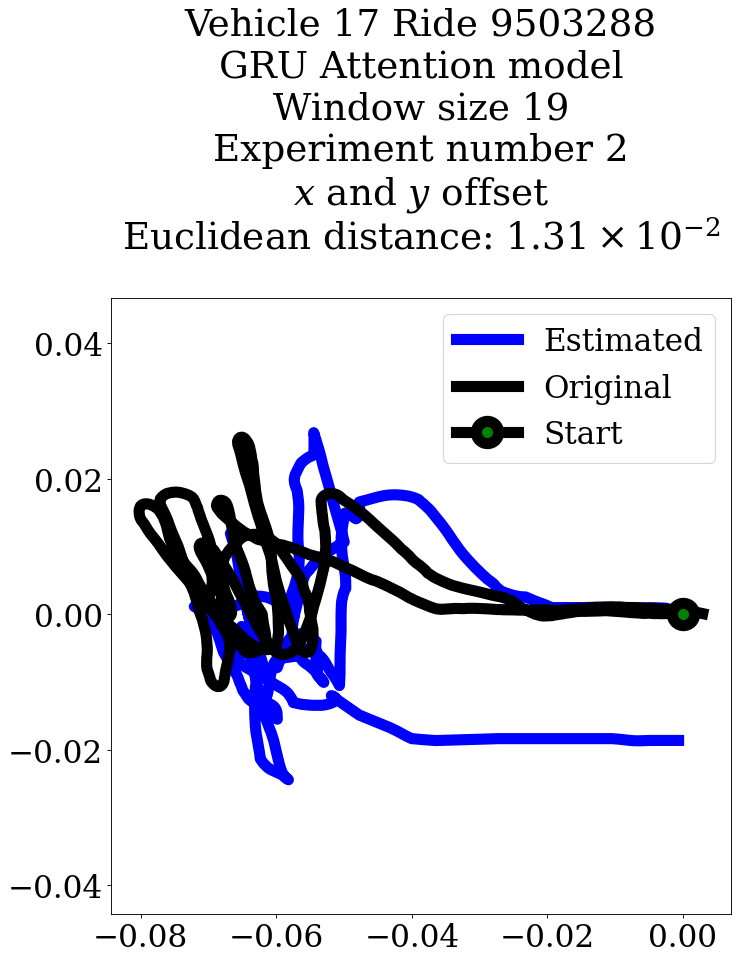 Vehicle 17 Ride 9503288
GRU Attention model
Window size 19
Experiment number 2
x and y offset
Euclidean distance: 1.31 × 10⁻²
Estimated
Original
Start
0.04
0.02
0.00
−0.02
−0.04
−0.08 −0.06 −0.04 −0.02 0.00